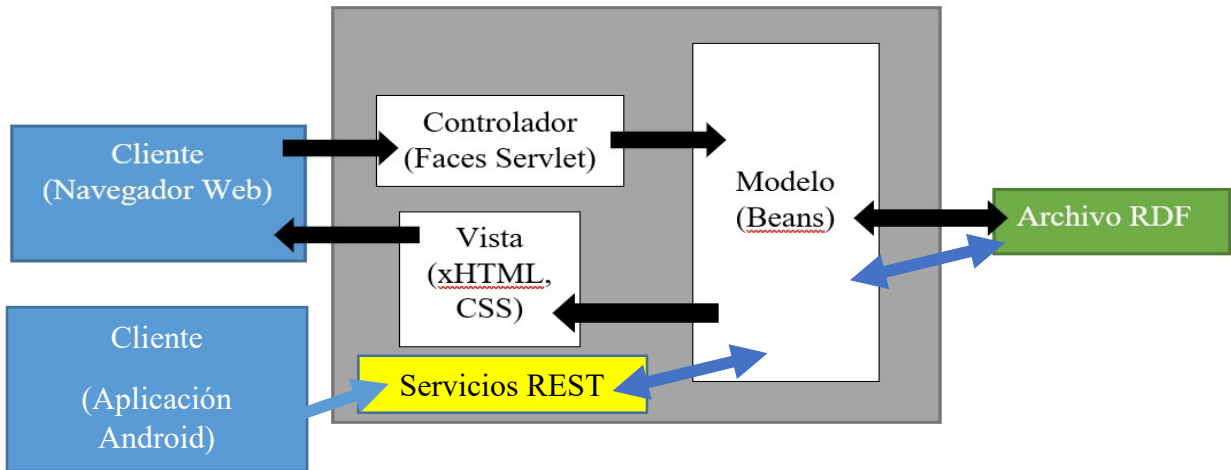 Cliente
(Navegador Web)
Controlador
(Faces Servlet)
Vista
(xHTML,
CSS)
Modelo
(Beans)
Archivo RDF
Cliente
(Aplicación
Android)
Servicios REST